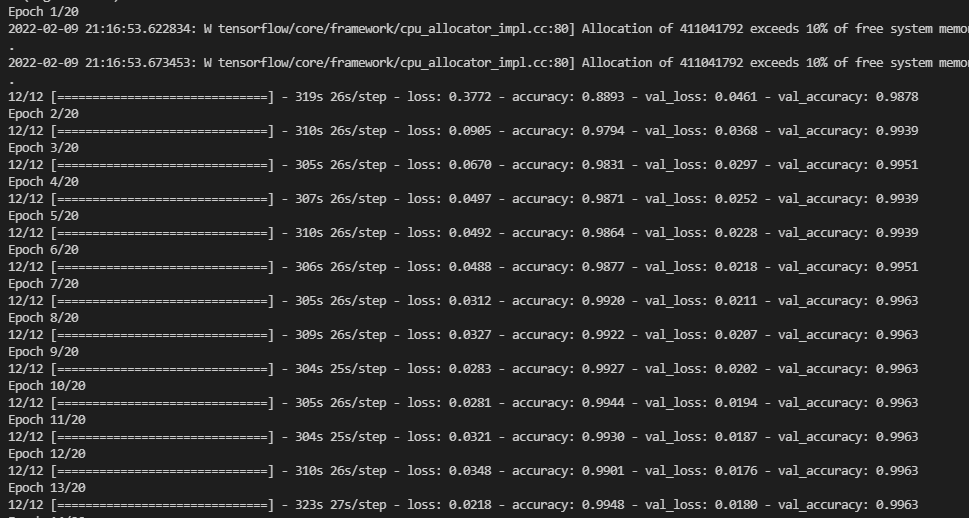 Epoch 1/20
2022-02-09 21:16:53.622834: W tensorflow/core/framework/cpu_allocator_impl.cc:80] Allocation of 411041792 exceeds 10% of free system
.
2022-02-09 21:16:53.673453: W tensorflow/core/framework/cpu_allocator_impl.cc:80] Allocation of 411041792 exceeds 10% of free system
.
12/12 [==============================] - 319s 26s/step - loss: 0.3772 - accuracy: 0.8893 - val_loss: 0.0461 - val_accuracy: 0.9878
Epoch 2/20
12/12 [==============================] - 310s 26s/step - loss: 0.0905 - accuracy: 0.9794 - val_loss: 0.0368 - val_accuracy: 0.9939
Epoch 3/20
12/12 [==============================] - 305s 26s/step - loss: 0.0670 - accuracy: 0.9831 - val_loss: 0.0297 - val_accuracy: 0.9951
Epoch 4/20
12/12 [==============================] - 307s 26s/step - loss: 0.0497 - accuracy: 0.9871 - val_loss: 0.0252 - val_accuracy: 0.9939
Epoch 5/20
12/12 [==============================] - 310s 26s/step - loss: 0.0492 - accuracy: 0.9864 - val_loss: 0.0228 - val_accuracy: 0.9939
Epoch 6/20
12/12 [==============================] - 306s 26s/step - loss: 0.0488 - accuracy: 0.9877 - val_loss: 0.0218 - val_accuracy: 0.9951
Epoch 7/20
12/12 [==============================] - 305s 26s/step - loss: 0.0312 - accuracy: 0.9920 - val_loss: 0.0211 - val_accuracy: 0.9963
Epoch 8/20
12/12 [==============================] - 309s 26s/step - loss: 0.0327 - accuracy: 0.9922 - val_loss: 0.0207 - val_accuracy: 0.9963
Epoch 9/20
12/12 [==============================] - 304s 25s/step - loss: 0.0283 - accuracy: 0.9927 - val_loss: 0.0202 - val_accuracy: 0.9963
Epoch 10/20
12/12 [==============================] - 305s 26s/step - loss: 0.0281 - accuracy: 0.9944 - val_loss: 0.0194 - val_accuracy: 0.9963
Epoch 11/20
12/12 [==============================] - 304s 25s/step - loss: 0.0321 - accuracy: 0.9930 - val_loss: 0.0187 - val_accuracy: 0.9963
Epoch 12/20
12/12 [==============================] - 310s 26s/step - loss: 0.0348 - accuracy: 0.9901 - val_loss: 0.0176 - val_accuracy: 0.9963
Epoch 13/20
12/12 [==============================] - 323s 27s/step - loss: 0.0218 - accuracy: 0.9948 - val_loss: 0.0180 - val_accuracy: 0.9963